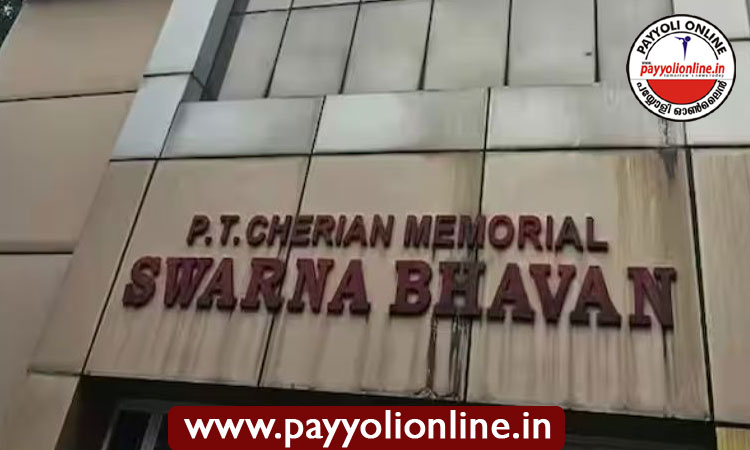 P.T. CHERIAN MEMORIAL
SWARNA BHAVAN
PAYYOLI ONLINE
www.
payyolionline.in
പയ്യോളി ഓൺലൈൻ
www.payyolionline.in